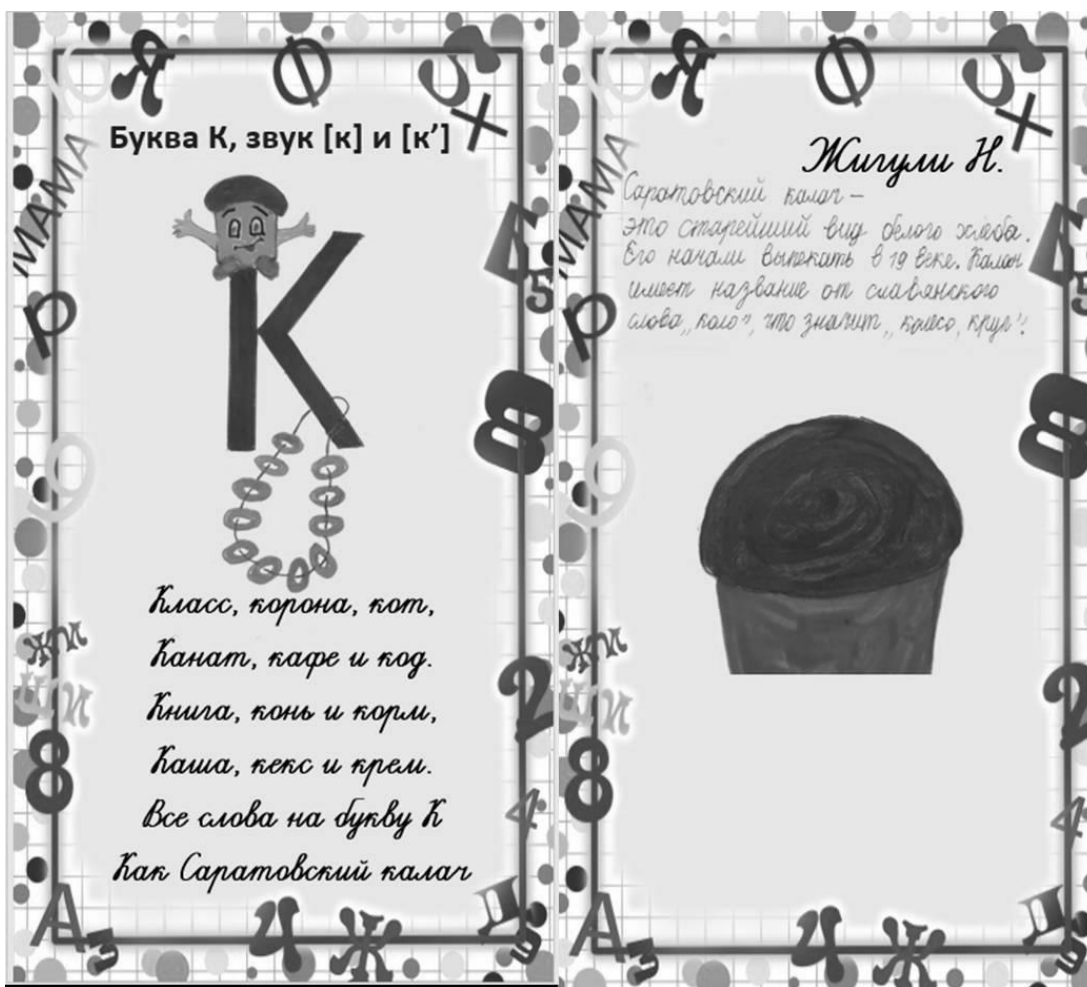 Буква К, звук [к] и [к’]
Класс, корона, кот,
Канат, кафе и код.
Книга, конь и корм,
Каша, кекс и крем.
Все слова на букву К
Как Саратовский калач
Жигули Н.
Саратовский калач –
это старейший вид белого хлеба.
Его начали выпекать в 19 веке. Калач
имеет название от славянского
слова „коло”, что значит „колесо, круг”.
МАМА
МАМА